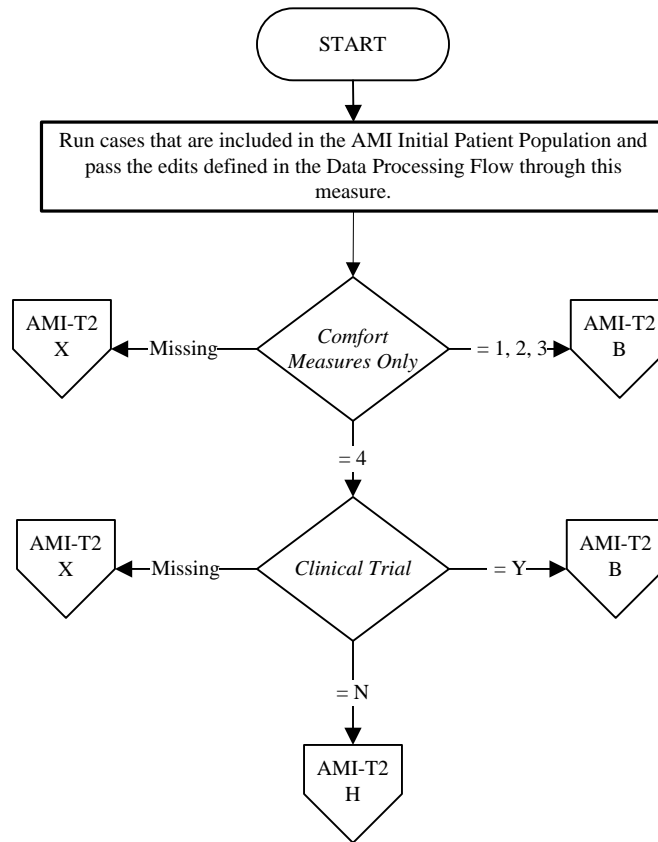 START
Run cases that are included in the AMI Initial Patient Population and
pass the edits defined in the Data Processing Flow through this
measure.
AMI-T2
X
Missing
Comfort
Measures Only
= 1, 2, 3
AMI-T2
B
= 4
AMI-T2
X
Missing
Clinical Trial
= Y
AMI-T2
B
= N
AMI-T2
H